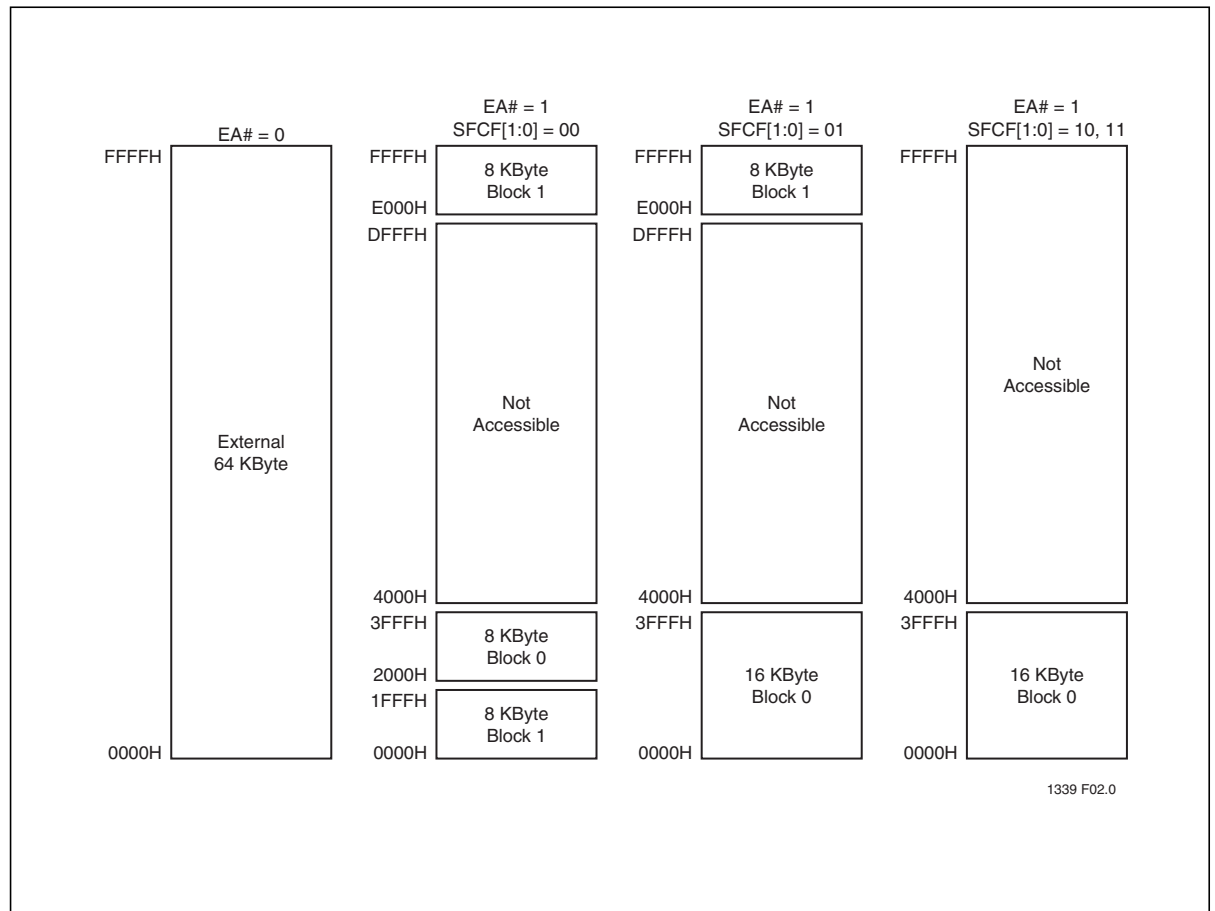 EA# = 0
FFFFH
External
64 KByte
0000H
EA# = 1
SFCF[1:0] = 00
FFFFH
8 KByte
Block 1
E000H
DFFFH
Not
Accessible
4000H
3FFFH
8 KByte
Block 0
2000H
1FFFH
8 KByte
Block 1
0000H
EA# = 1
SFCF[1:0] = 01
FFFFH
8 KByte
Block 1
E000H
DFFFH
Not
Accessible
4000H
3FFFH
16 KByte
Block 0
0000H
EA# = 1
SFCF[1:0] = 10, 11
FFFFH
Not
Accessible
4000H
3FFFH
16 KByte
Block 0
0000H
1339 F02.0